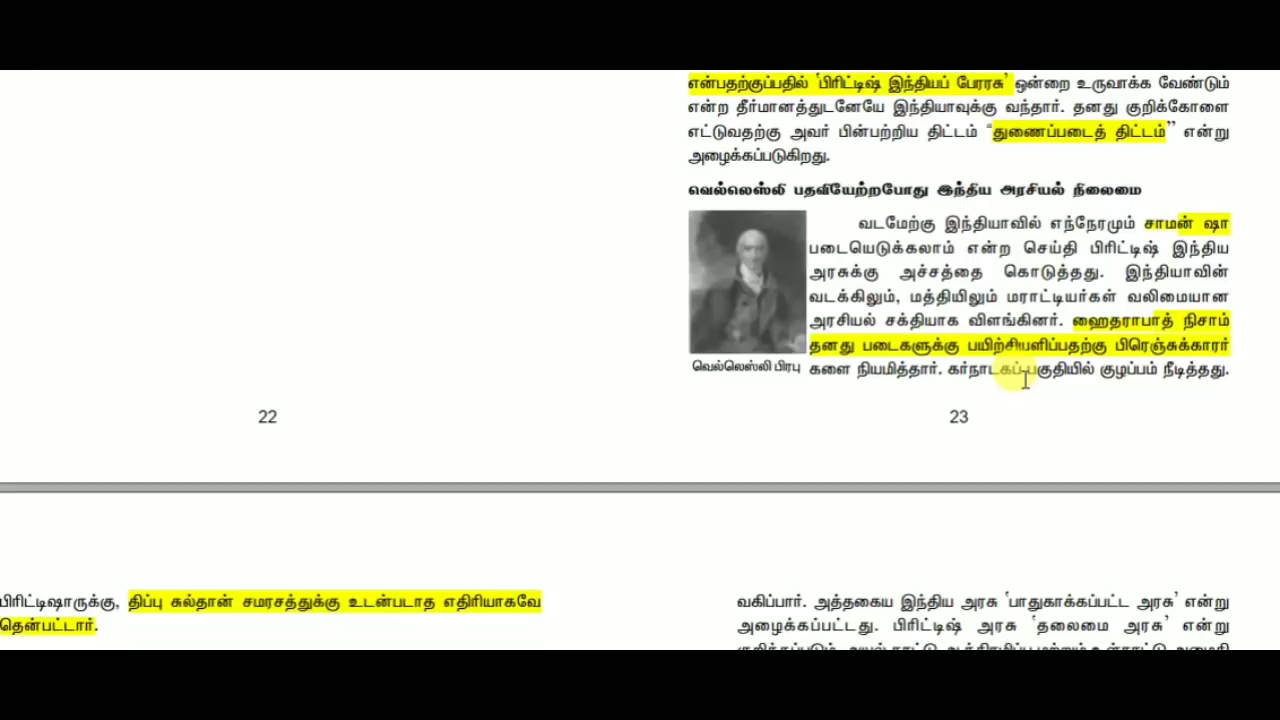 என்பதற்குப்பதில் ‘பிரிட்டிஷ் இந்தியப் பேரரசு’ ஒன்றை உருவாக்க வேண்டும்
என்ற தீர்மானத்துடனேயே இந்தியாவுக்கு வந்தார். தனது குறிக்கோளை
எட்டுவதற்கு அவர் பின்பற்றிய திட்டம் “துணைப்படைத் திட்டம்” என்று
அழைக்கப்படுகிறது.
வெல்லெஸ்லி பதவியேற்றபோது இந்திய அரசியல் நிலைமை
வடமேற்கு இந்தியாவில் எந்நேரமும் சாமன் ஷா
படையெடுக்கலாம் என்ற செய்தி பிரிட்டிஷ் இந்திய
அரசுக்கு அச்சத்தை கொடுத்தது. இந்தியாவின்
வடக்கிலும், மத்தியிலும் மராட்டியர்கள் வலிமையான
அரசியல் சக்தியாக விளங்கினர். ஹைதராபாத் நிசாம்
தனது படைகளுக்கு பயிற்சியளிப்பதற்கு பிரெஞ்சுக்காரர்
களை நியமித்தார். கர்நாடகப் பகுதியில் குழப்பம் நீடித்தது.
வெல்லெஸ்லி பிரபு
22
23
பிரிட்டிஷாருக்கு, திப்பு சுல்தான் சமரசத்துக்கு உடன்படாத எதிரியாகவே
தென்பட்டார்.
வகிப்பார். அத்தகைய இந்திய அரசு ‘பாதுகாக்கப்பட்ட அரசு’ என்று
அழைக்கப்பட்டது. பிரிட்டிஷ் அரசு ‘தலைமை அரசு’ என்று